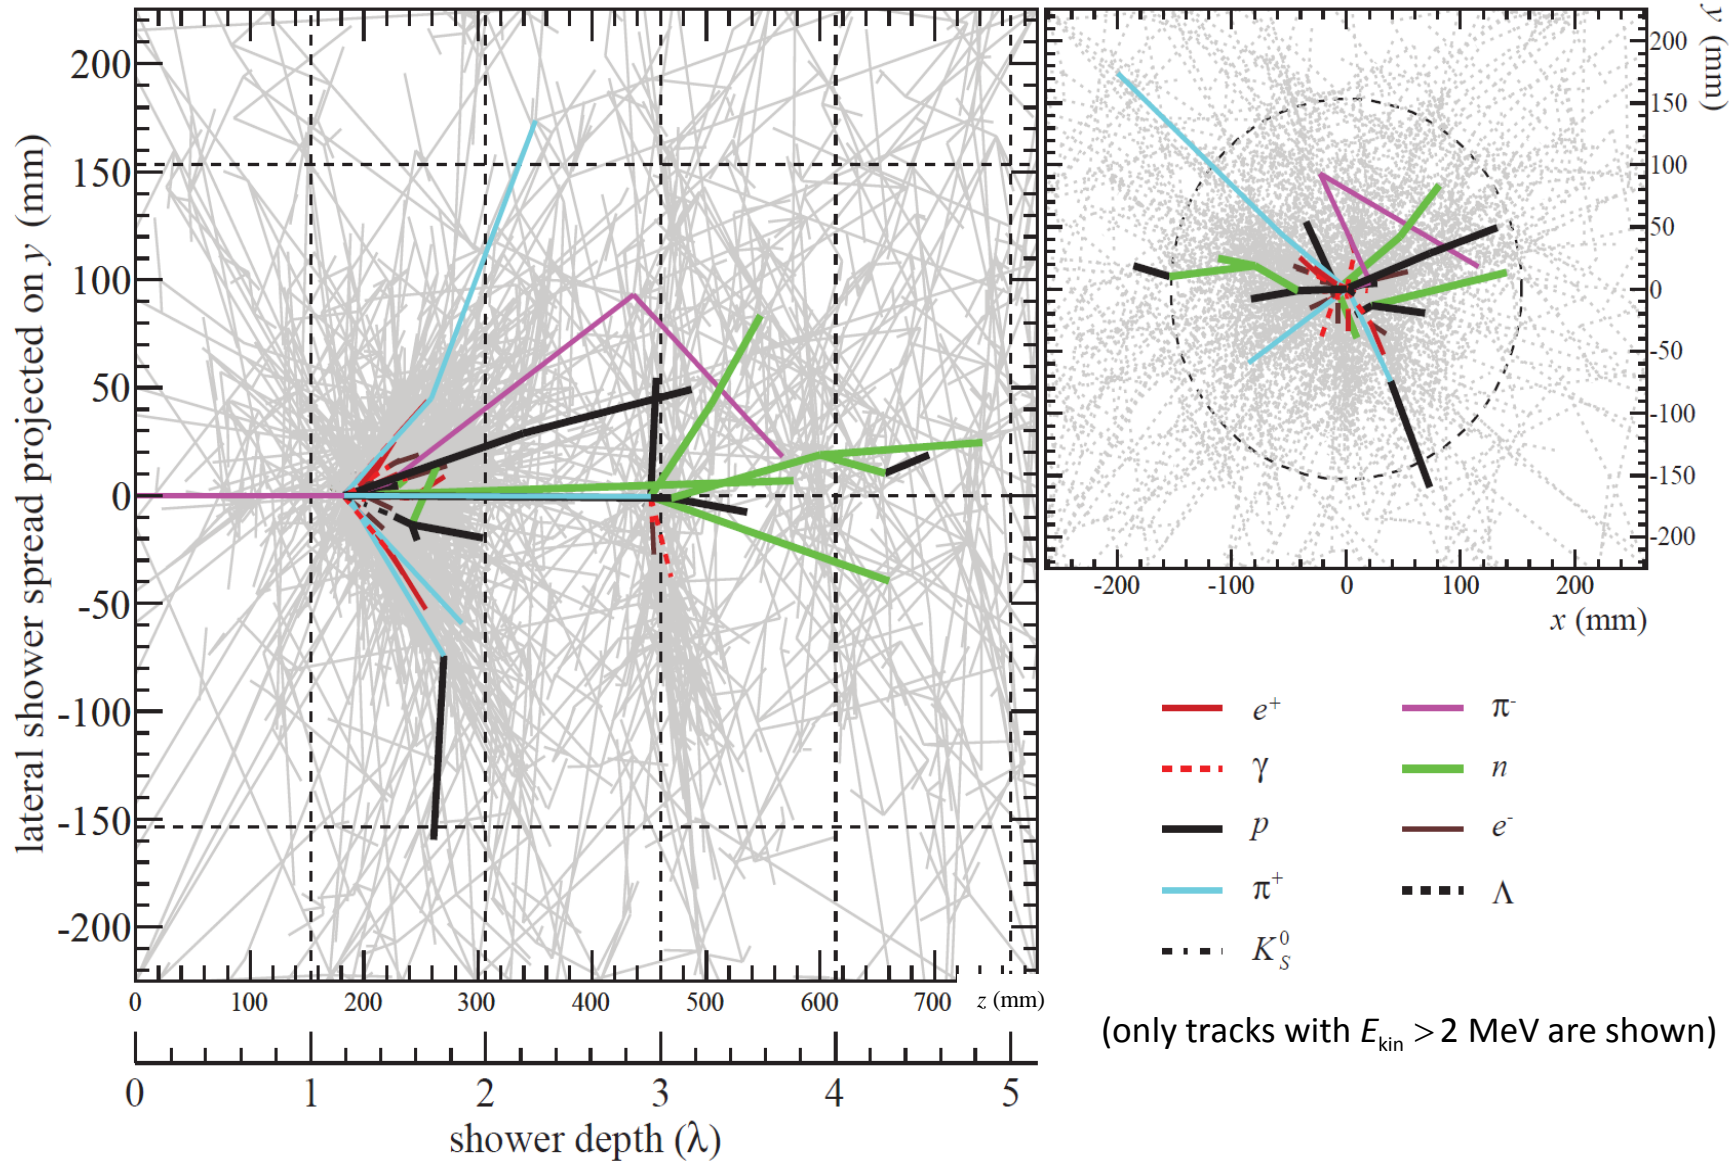 lateral shower spread projected on y (mm)
200
150
100
50
0
-50
-100
-150
-200
0 100 200 300 400 500 600 700 z (mm)
0 1 2 3 4 5
shower depth (λ)
y (mm)
200
150
100
50
0
-50
-100
-150
-200
-200 -100 0 100 200
x (mm)
e⁺ π⁻
γ n
p e⁻
π⁺ Λ
K⁰_S
(only tracks with E_kin > 2 MeV are shown)